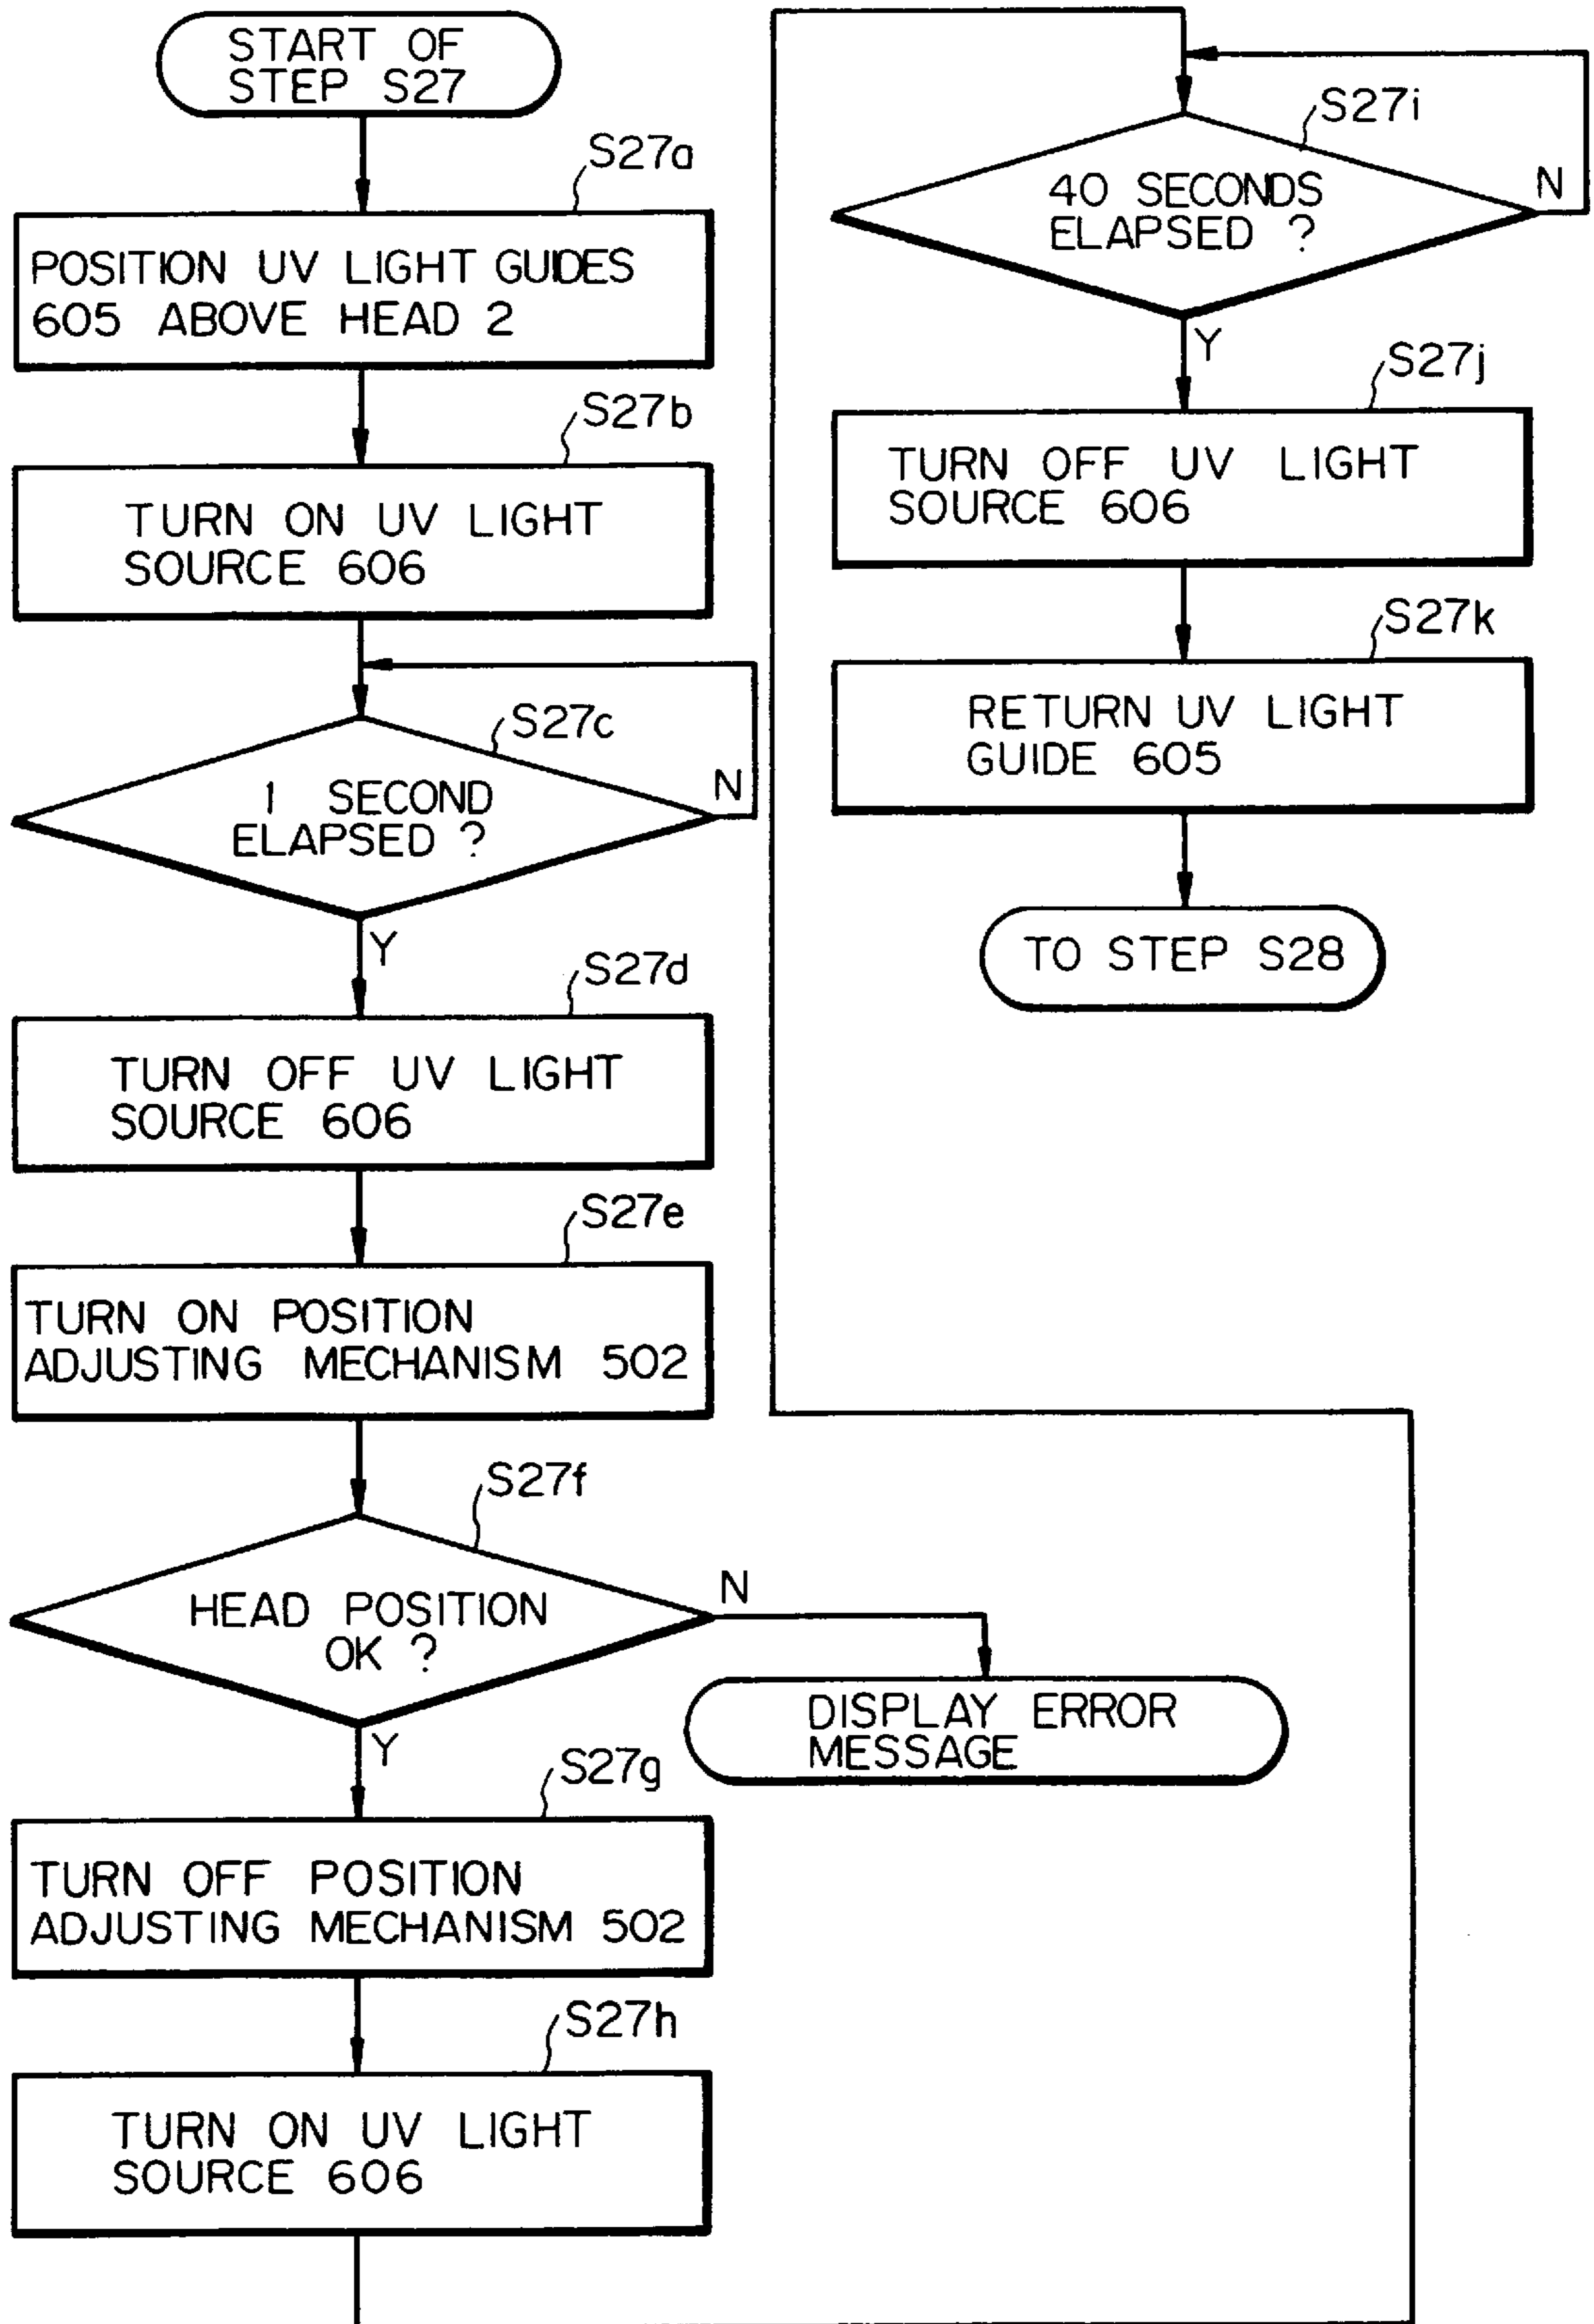 START OF
STEP S27
S27a
POSITION UV LIGHT GUIDES
605 ABOVE HEAD 2
S27b
TURN ON UV LIGHT
SOURCE 606
S27c
1 SECOND
ELAPSED ?
N
Y
S27d
TURN OFF UV LIGHT
SOURCE 606
S27e
TURN ON POSITION
ADJUSTING MECHANISM 502
S27f
HEAD POSITION
OK ?
N
DISPLAY ERROR
MESSAGE
Y
S27g
TURN OFF POSITION
ADJUSTING MECHANISM 502
S27h
TURN ON UV LIGHT
SOURCE 606
S27i
40 SECONDS
ELAPSED ?
N
Y
S27j
TURN OFF UV LIGHT
SOURCE 606
S27k
RETURN UV LIGHT
GUIDE 605
TO STEP S28